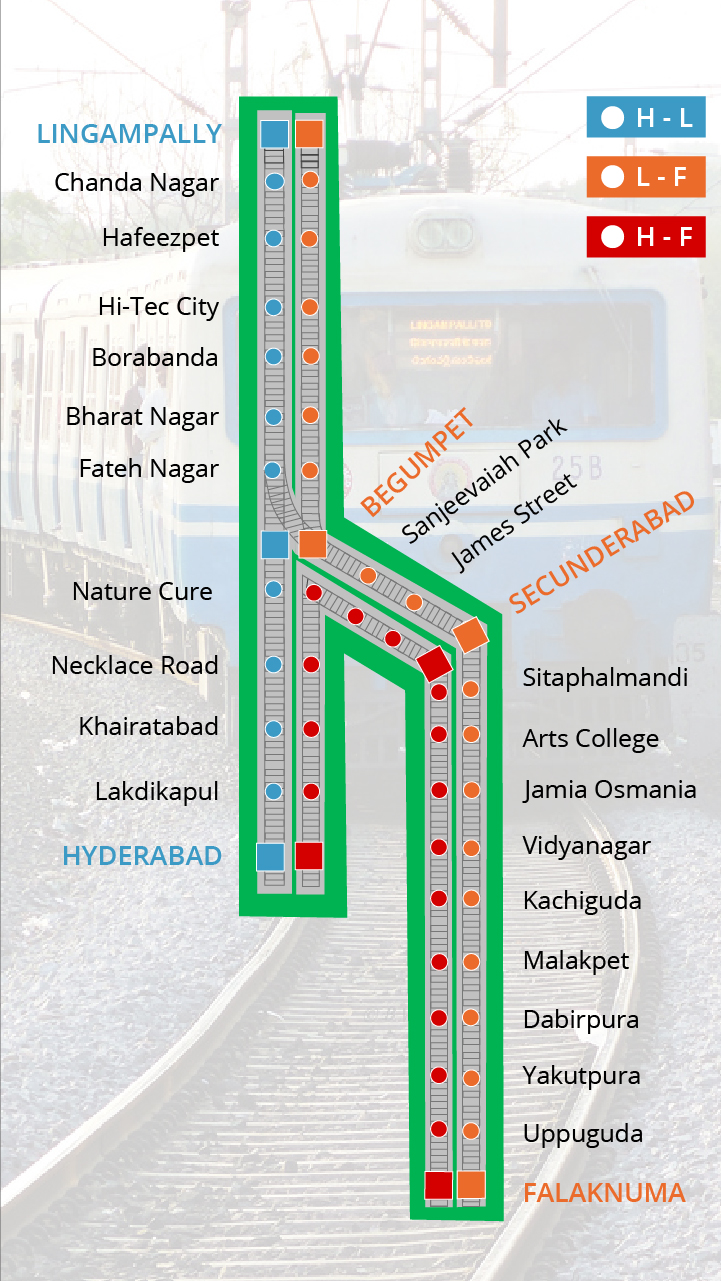 LINGAMPALLY
Chanda Nagar
Hafeezpet
Hi-Tec City
Borabanda
Bharat Nagar
Fateh Nagar
Nature Cure
Necklace Road
Khairatabad
Lakdikapul
HYDERABAD
H - L
L - F
H - F
BEGUMPET
Sanjeevaiah Park
James Street
SECUNDERABAD
25B
Sitaphalmandi
Arts College
Jamia Osmania
Vidyanagar
Kachiguda
Malakpet
Dabirpura
Yakutpura
Uppuguda
FALAKNUMA